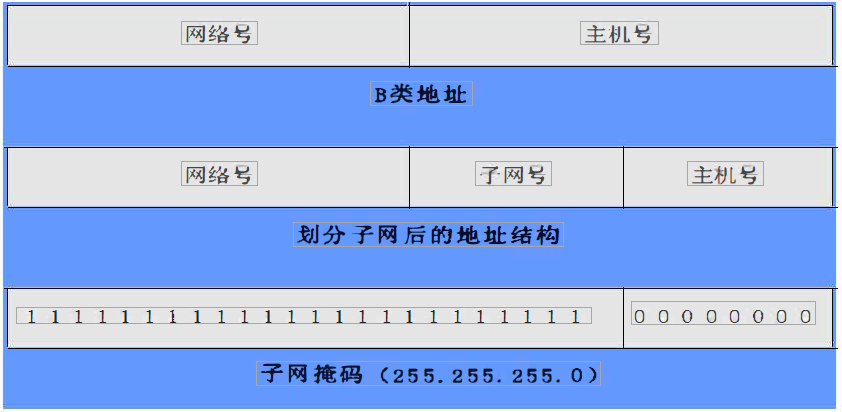 网络号 主机号
B类地址
网络号 子网号 主机号
划分子网后的地址结构
1 1 1 1 1 1 1 1 1 1 1 1 1 1 1 1 1 1 1 1 1 1 1 1 0 0 0 0 0 0 0 0
子网掩码（255.255.255.0）